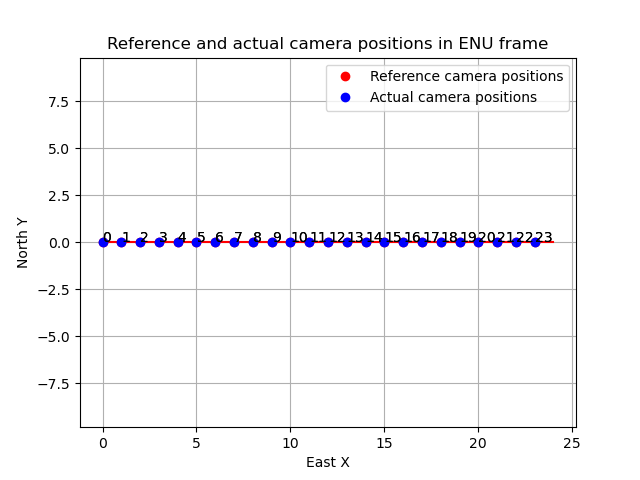 Reference and actual camera positions in ENU frame
Reference camera positions
Actual camera positions
7.5
5.0
2.5
0.0
−2.5
−5.0
−7.5
North Y
0 1 2 3 4 5 6 7 8 9 10 11 12 13 14 15 16 17 18 19 20 21 22 23
0 5 10 15 20 25
East X